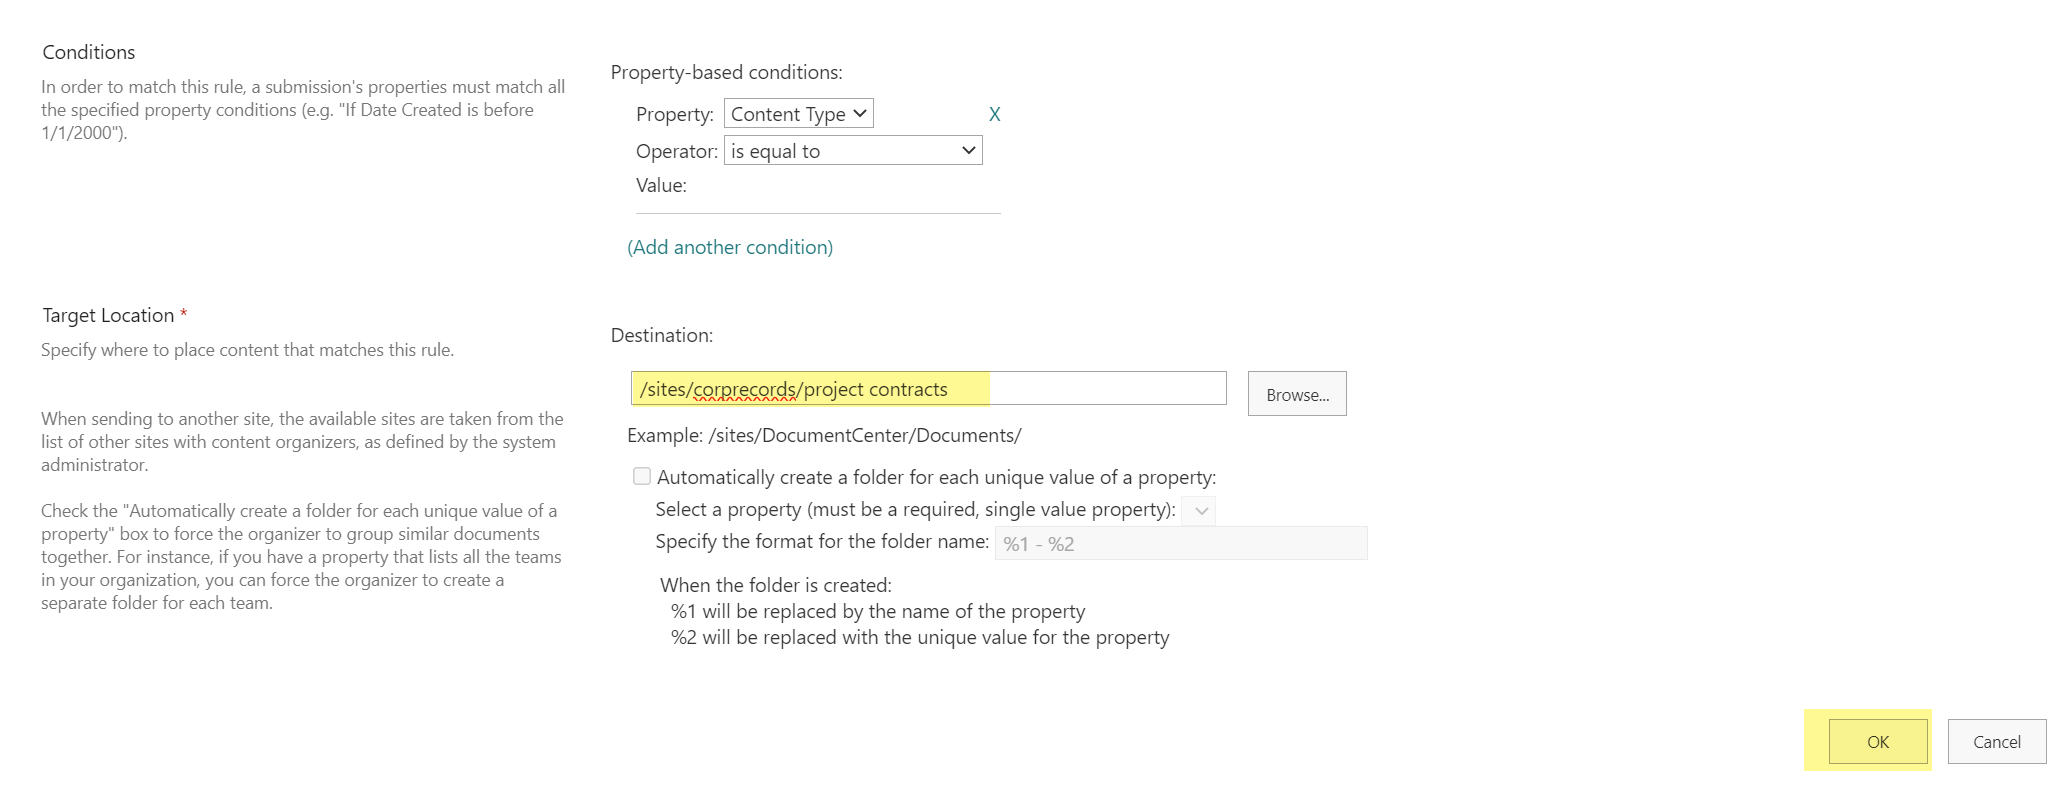 Conditions
In order to match this rule, a submission's properties must match all
the specified property conditions (e.g. "If Date Created is before
1/1/2000").
Property-based conditions:
Property: Content Type X
Operator: is equal to
Value:
(Add another condition)
Target Location *
Specify where to place content that matches this rule.
When sending to another site, the available sites are taken from the
list of other sites with content organizers, as defined by the system
administrator.
Check the "Automatically create a folder for each unique value of a
property" box to force the organizer to group similar documents
together. For instance, if you have a property that lists all the teams
in your organization, you can force the organizer to create a
separate folder for each team.
Destination:
/sites/corprecords/project contracts
Browse...
Example: /sites/DocumentCenter/Documents/
Automatically create a folder for each unique value of a property:
Select a property (must be a required, single value property):
Specify the format for the folder name: %1 - %2
When the folder is created:
%1 will be replaced by the name of the property
%2 will be replaced with the unique value for the property
OK Cancel